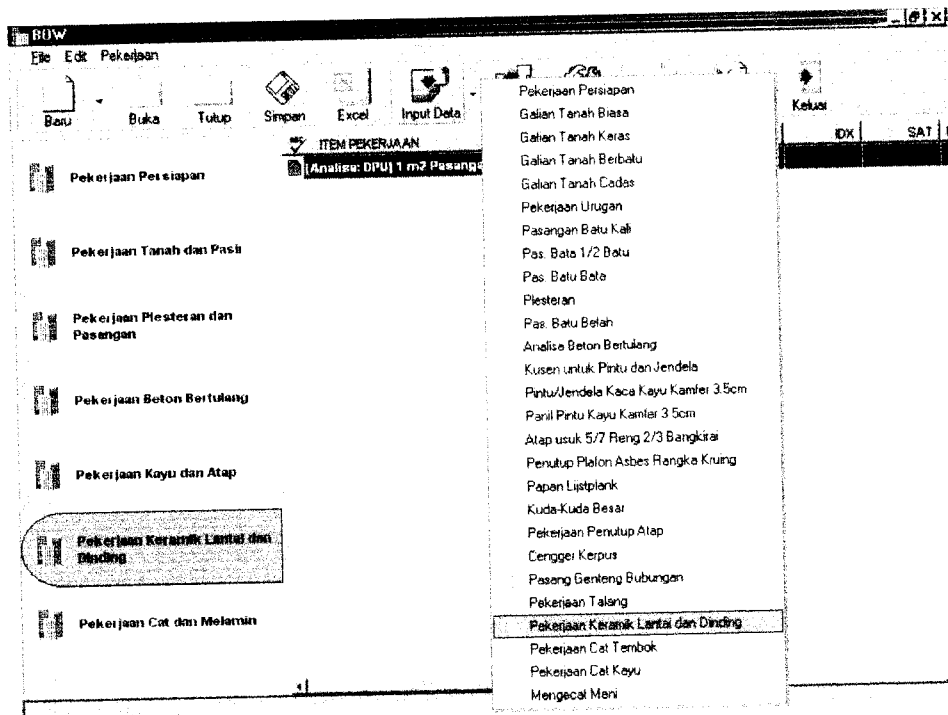 BOW
File Edit Pekerjaan
Baru
Buka
Tutup
Simpan
Excel
Input Data
Keluar
ITEM PEKERJAAN
IDX
SAT
[Analisa: DPU] 1 m2 Pasanga
Pekerjaan Persiapan
Pekerjaan Tanah dan Pasir
Pekerjaan Plesteran dan
Pasangan
Pekerjaan Beton Bertulang
Pekerjaan Kayu dan Atap
Pekerjaan Keramik Lantai dan
Dinding
Pekerjaan Cat dan Melamin
Pekerjaan Persiapan
Galian Tanah Biasa
Galian Tanah Keras
Galian Tanah Berbatu
Galian Tanah Cadas
Pekerjaan Urugan
Pasangan Batu Kali
Pas. Bata 1/2 Batu
Pas. Batu Bata
Plesteran
Pas. Batu Belah
Analisa Beton Bertulang
Kusen untuk Pintu dan Jendela
Pintu/Jendela Kaca Kayu Kamfer 3.5cm
Panil Pintu Kayu Kamfer 3.5cm
Atap usuk 5/7 Reng 2/3 Bangkirai
Penutup Plafon Asbes Rangka Kruing
Papan Lijstplank
Kuda-Kuda Besar
Pekerjaan Penutup Atap
Cengger Kerpus
Pasang Genteng Bubungan
Pekerjaan Talang
Pekerjaan Keramik Lantai dan Dinding
Pekerjaan Cat Tembok
Pekerjaan Cat Kayu
Mengecat Meni